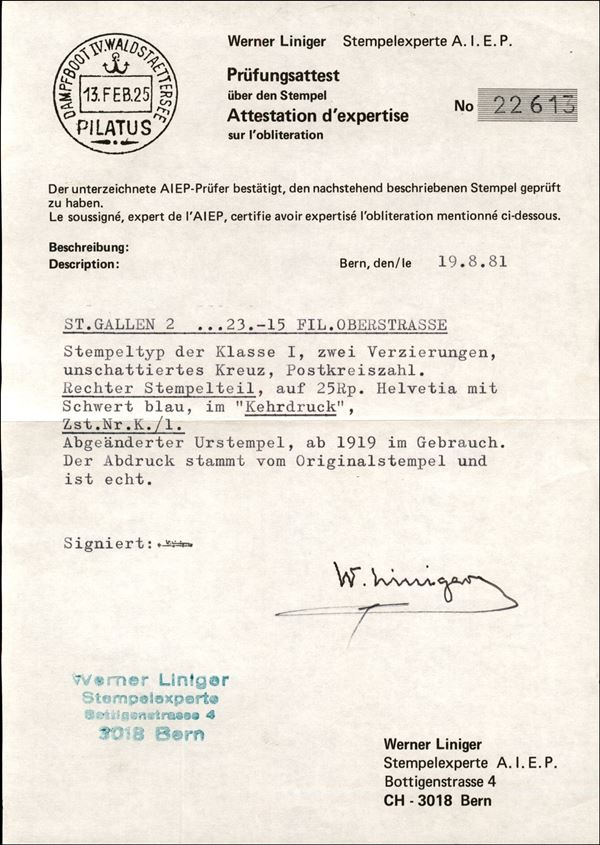 DAMPFBOOT IV. WALDSTAETTERSEE
13. FEB. 25
PILATUS
Werner Liniger Stempelexperte A.I.E.P.
Prüfungsattest
über den Stempel
Attestation d'expertise
sur l'obliteration
No 22613
Der unterzeichnete AIEP-Prüfer bestätigt, den nachstehend beschriebenen Stempel geprüft
zu haben.
Le soussigné, expert de l'AIEP, certifie avoir expertisé l'obliteration mentionné ci-dessous.
Beschreibung:
Description:
Bern, den/le 19.8.81
ST.GALLEN 2 ...23.-15 FIL.OBERSTRASSE
Stempeltyp der Klasse I, zwei Verzierungen,
unschattiertes Kreuz, Postkreiszahl.
Rechter Stempelteil, auf 25Rp. Helvetia mit
Schwert blau, im "Kehrdruck",
Zst.Nr.K./1.
Abgeänderter Urstempel, ab 1919 im Gebrauch.
Der Abdruck stammt vom Originalstempel und
ist echt.
Signiert:
W. Liniger
Werner Liniger
Stempelexperte
Bottigenstrasse 4
3018 Bern
Werner Liniger
Stempelexperte A.I.E.P.
Bottigenstrasse 4
CH - 3018 Bern